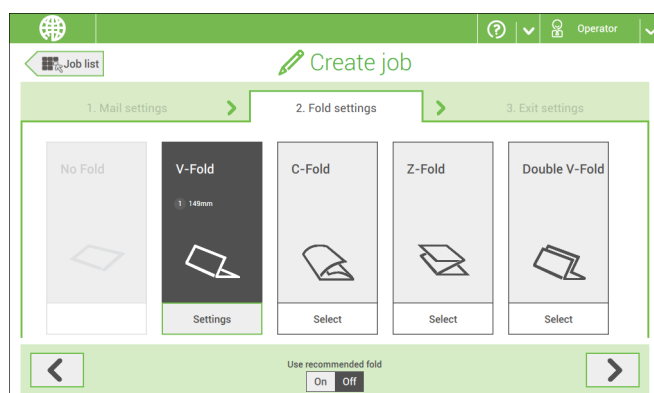 Operator
Job list
Create job
1. Mail settings
2. Fold settings
3. Exit settings
No Fold
V-Fold
C-Fold
Z-Fold
Double V-Fold
1 149mm
Settings
Select
Select
Select
Use recommended fold
On Off